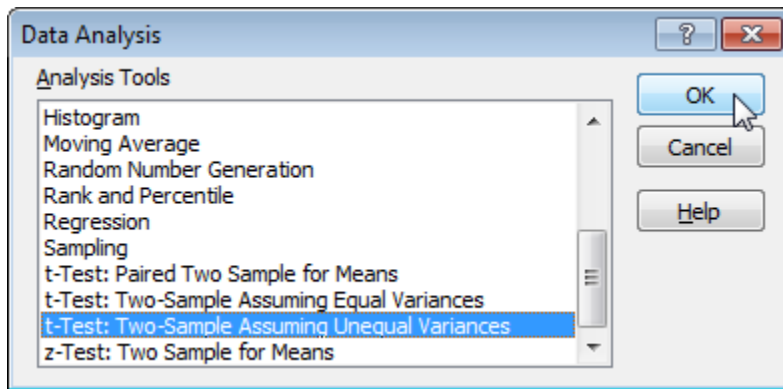 Data Analysis
?
Analysis Tools
Histogram
Moving Average
Random Number Generation
Rank and Percentile
Regression
Sampling
t-Test: Paired Two Sample for Means
t-Test: Two-Sample Assuming Equal Variances
t-Test: Two-Sample Assuming Unequal Variances
z-Test: Two Sample for Means
OK
Cancel
Help